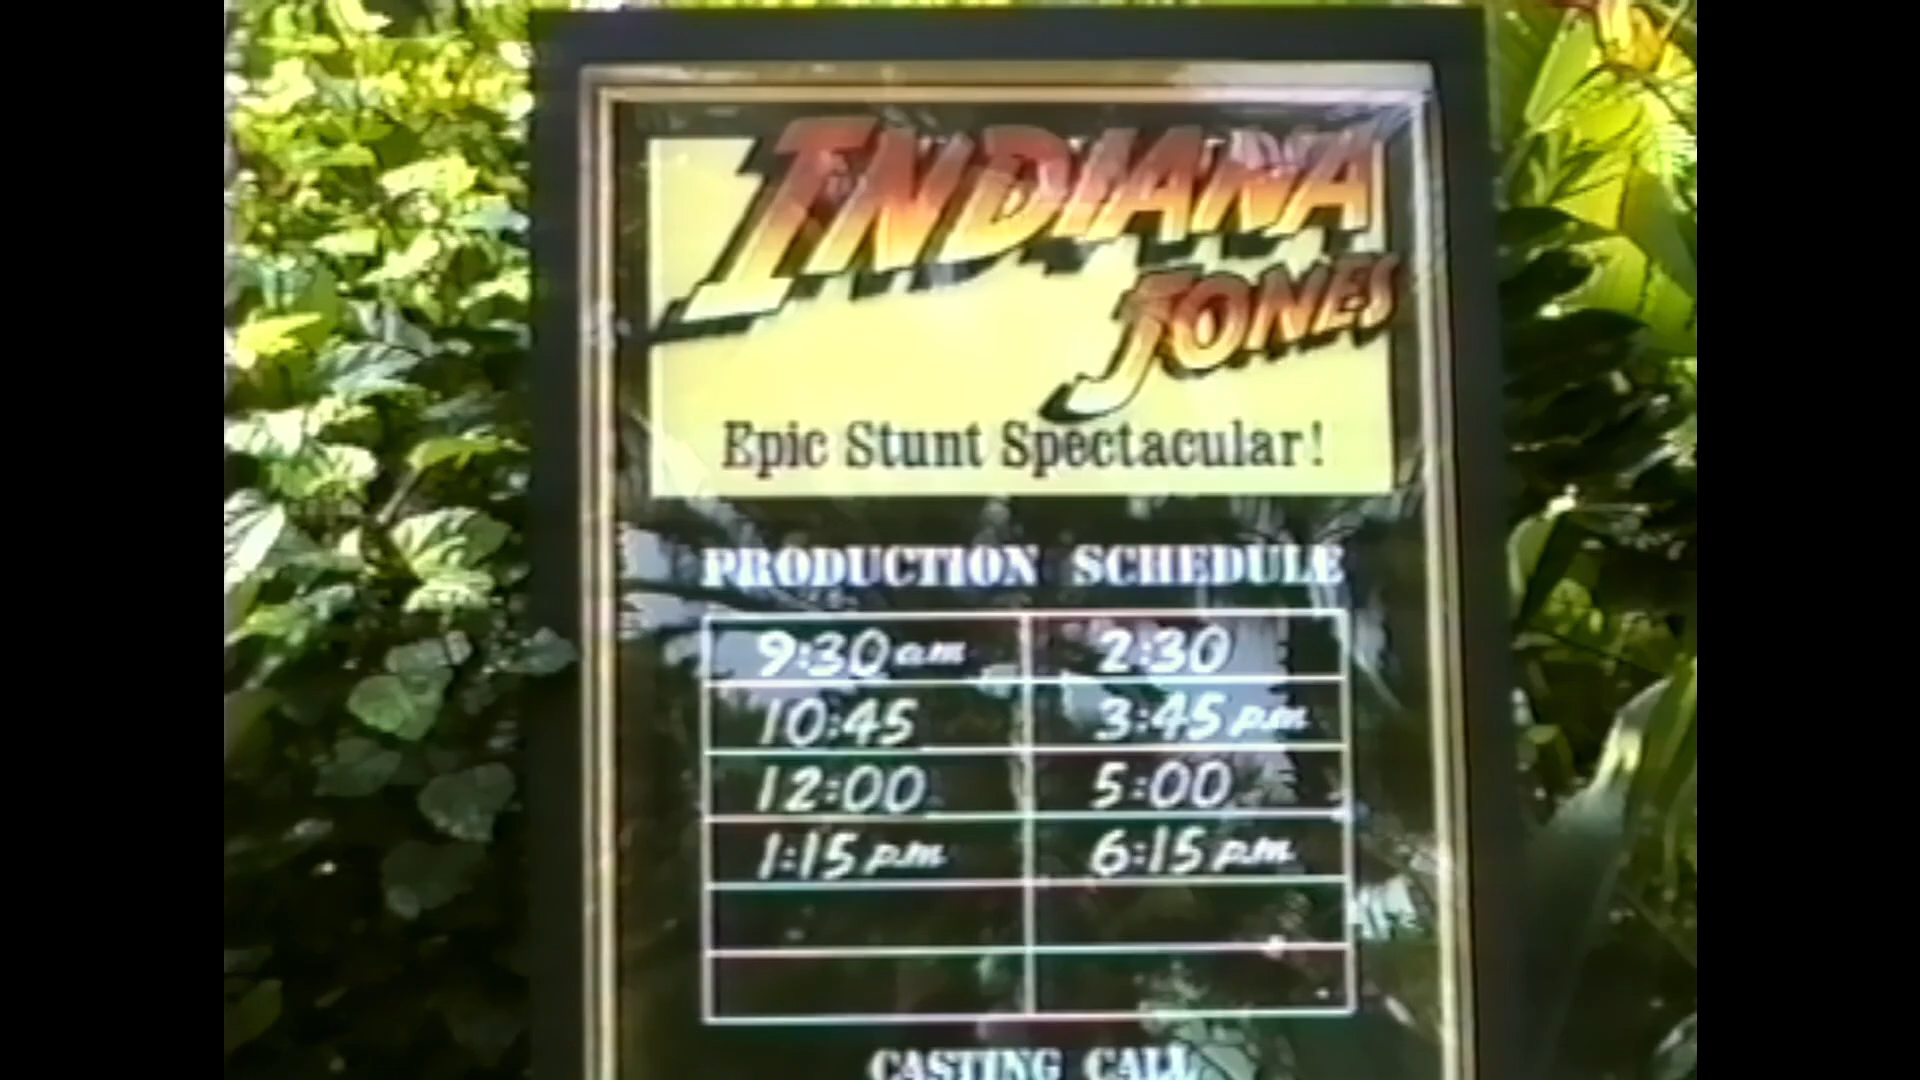 INDIANA
JONES
Epic Stunt Spectacular!
PRODUCTION SCHEDULE
9:30 am 2:30
10:45 3:45 pm
12:00 5:00
1:15 pm 6:15 pm
CASTING CALL